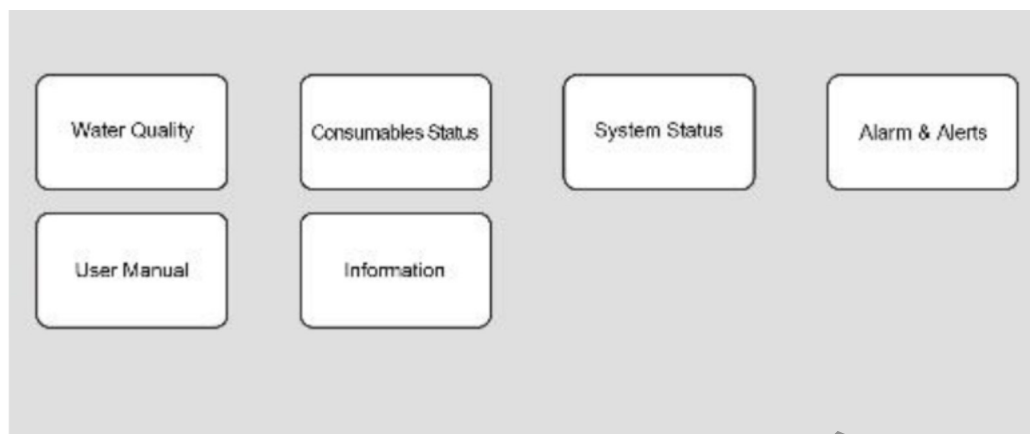 Water Quality
Consumables Status
System Status
Alarm & Alerts
User Manual
Information